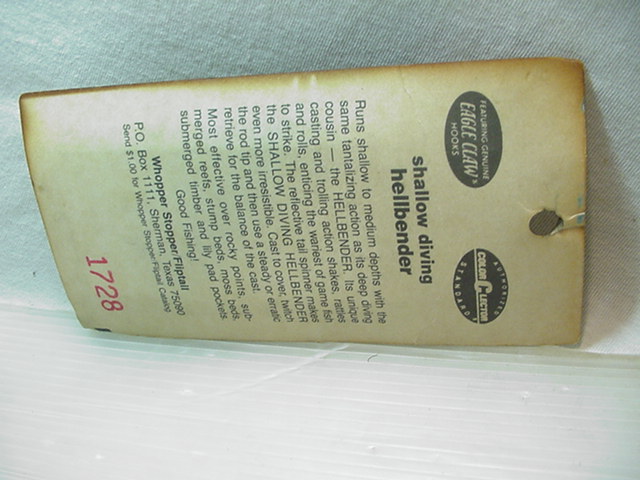 FEATURING GENUINE
EAGLE CLAW
HOOKS
AUTHORIZED
COLOR C-LECTOR
STANDARD
shallow diving
hellbender
Runs shallow to medium depths with the
same tantalizing action as its deep diving
cousin — the HELLBENDER. Its unique
casting and trolling action shakes, rattles
and rolls, enticing the wariest of game fish
to strike. The reflective tail spinner makes
the SHALLOW DIVING HELLBENDER
even more irresistible. Cast to cover, twitch
the rod tip and then use a steady or erratic
retrieve for the balance of the cast.
Most effective over rocky points, sub-
merged reefs, stump beds, moss beds,
submerged timber and lily pad pockets.
Good Fishing!
Whopper Stopper/Fliptail
P.O. Box 1111, Sherman, Texas 75090
Send $1.00 for Whopper Stopper/Fliptail Catalog
1728